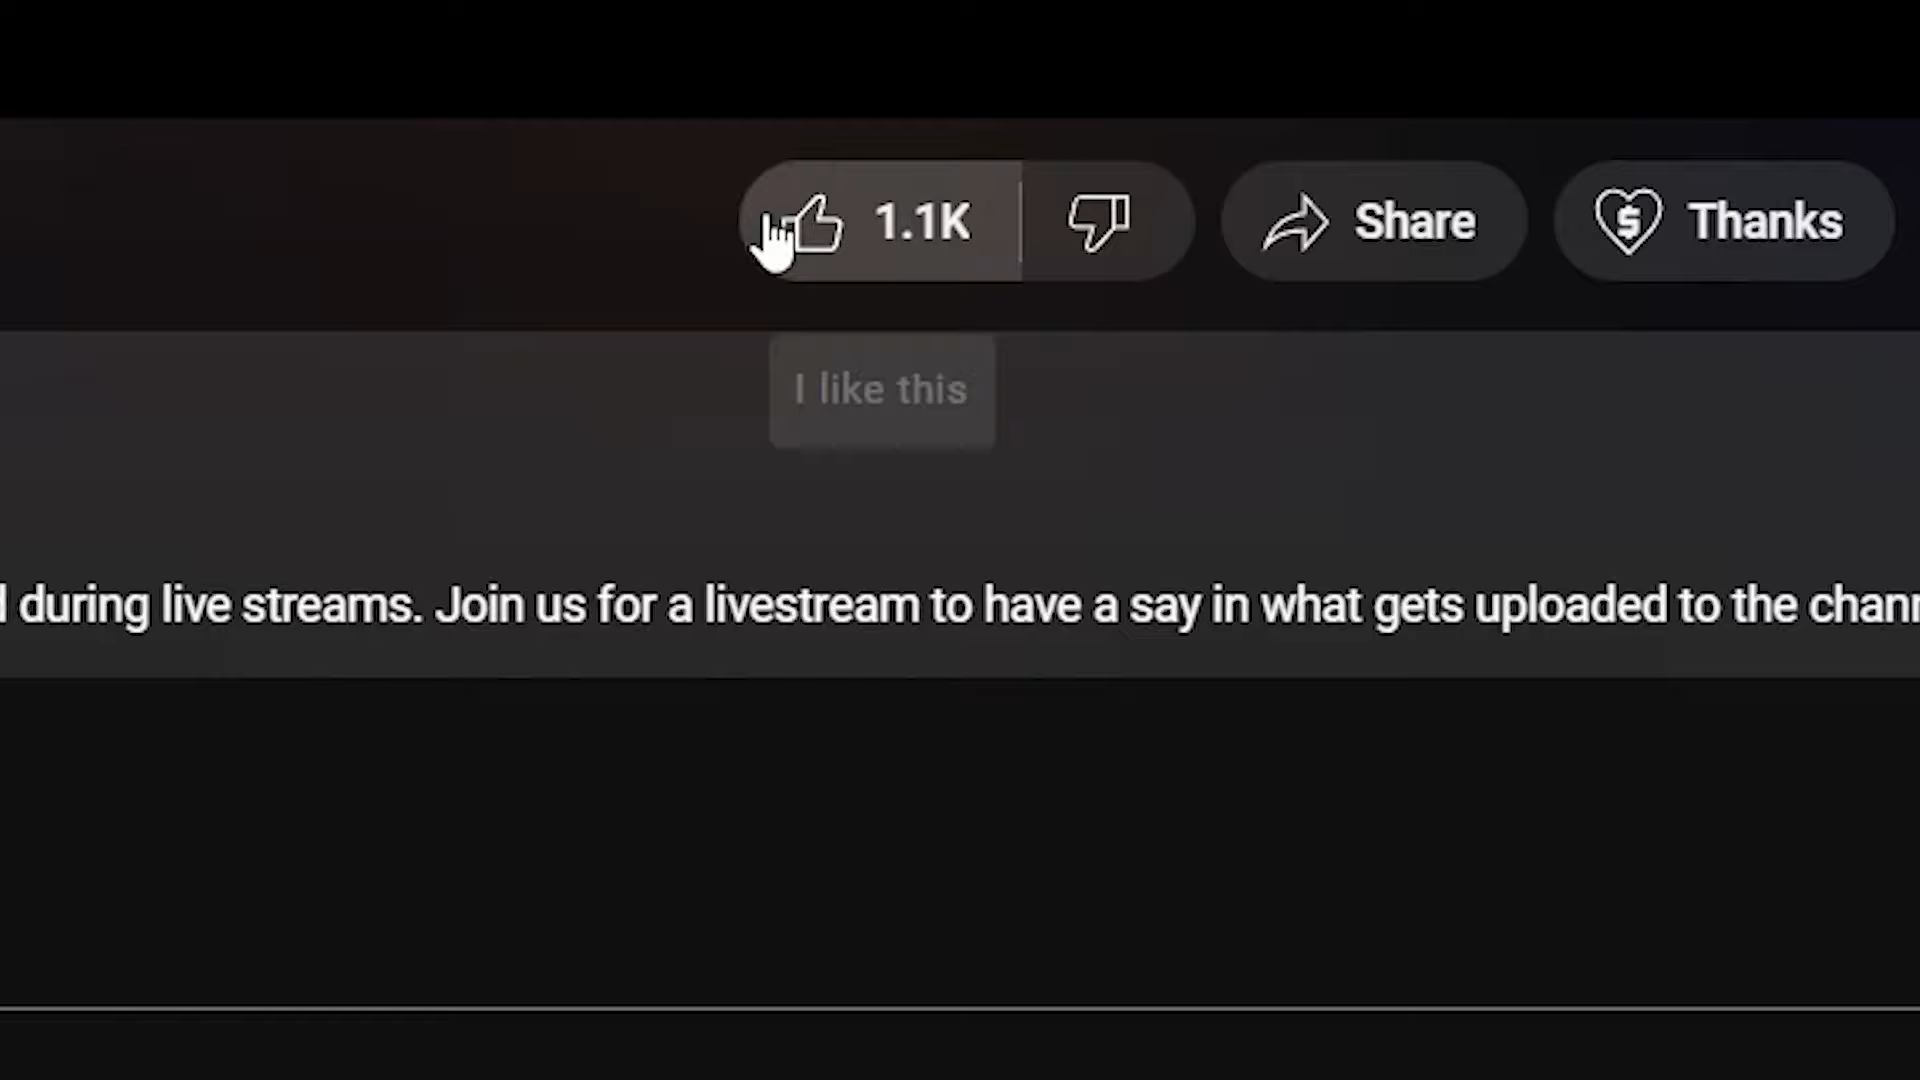 1.1K Share Thanks
I like this
during live streams. Join us for a livestream to have a say in what gets uploaded to the